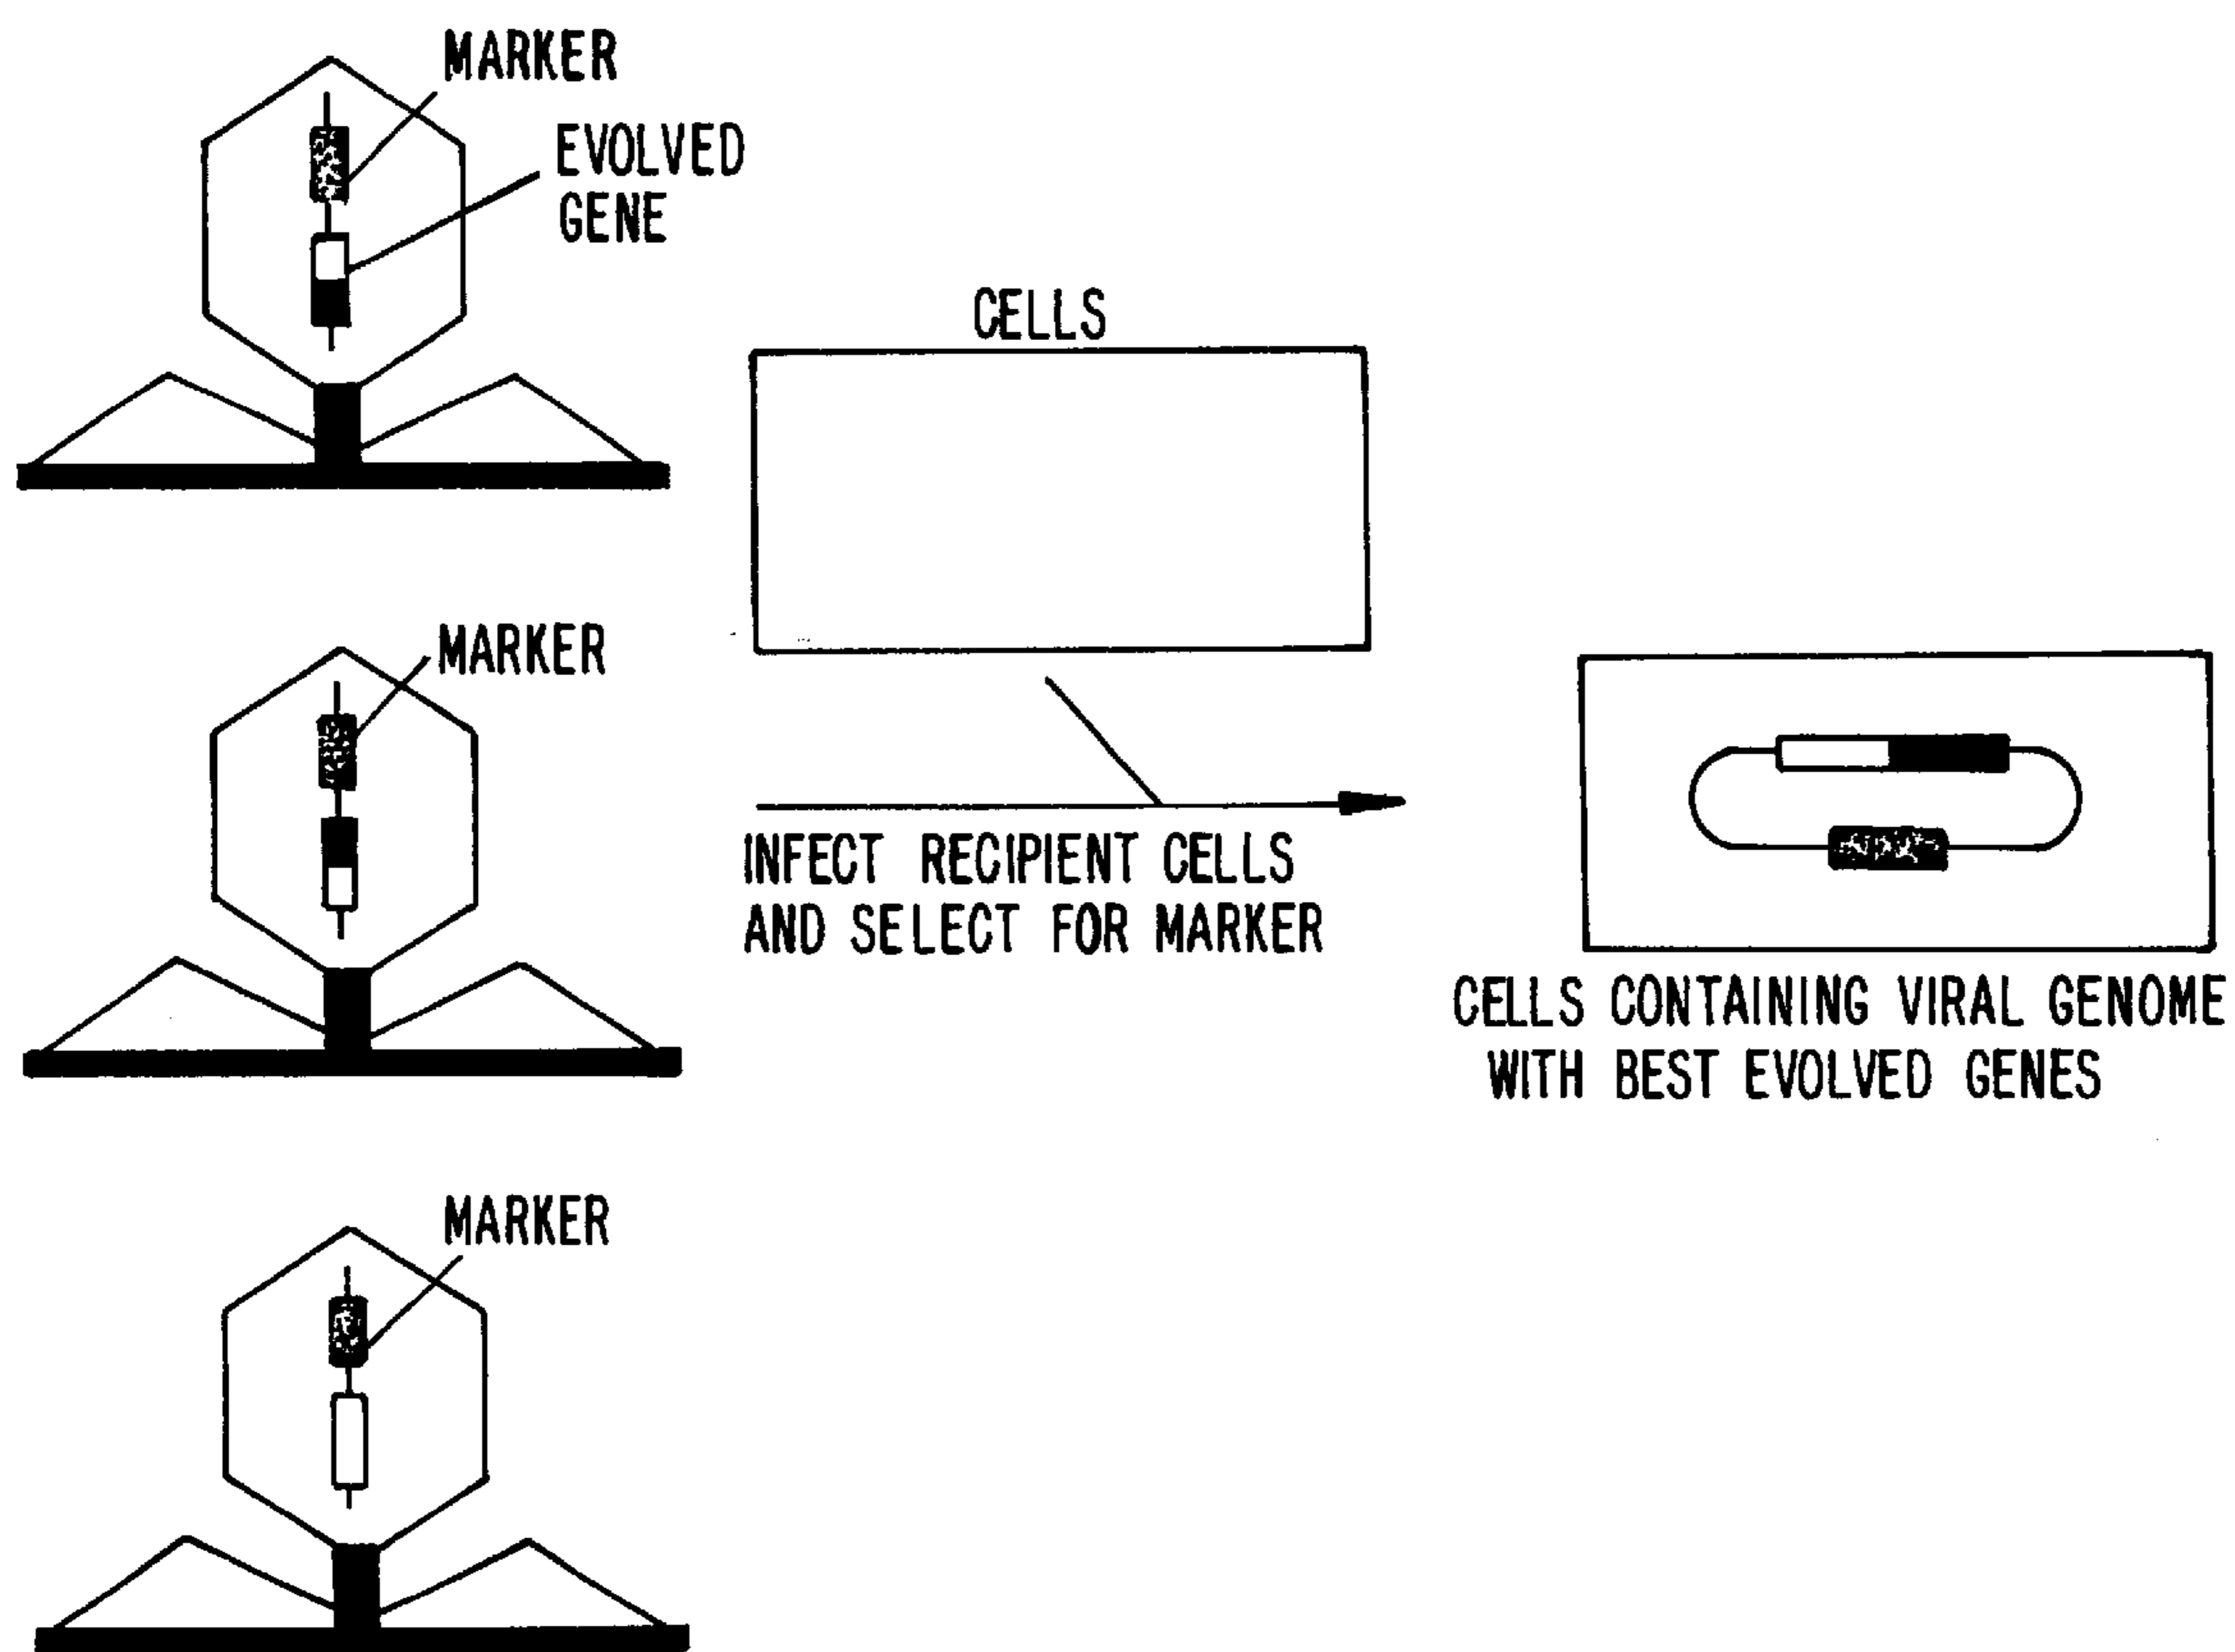 MARKER
EVOLVED
GENE
CELLS
MARKER
INFECT RECIPIENT CELLS
AND SELECT FOR MARKER
CELLS CONTAINING VIRAL GENOME
WITH BEST EVOLVED GENES
MARKER